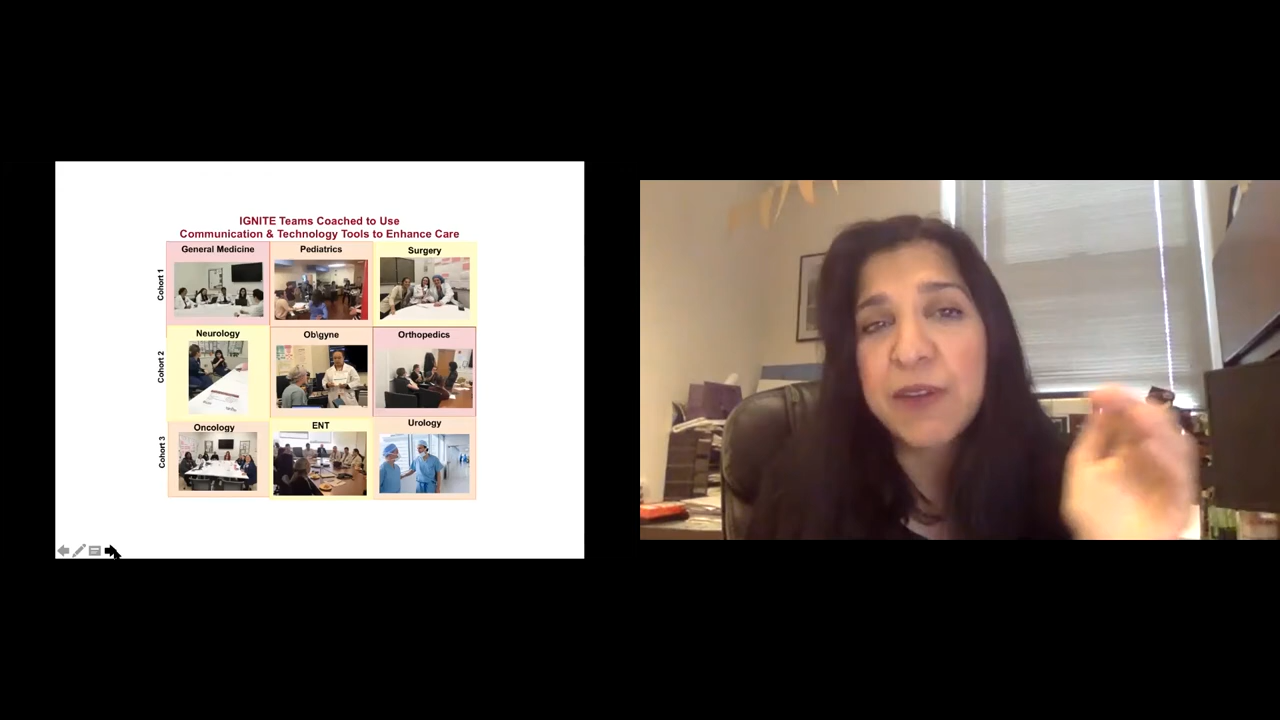 IGNITE Teams Coached to Use
Communication & Technology Tools to Enhance Care
General Medicine
Pediatrics
Surgery
Cohort 1
Neurology
Ob\gyne
Orthopedics
Cohort 2
Oncology
ENT
Urology
Cohort 3